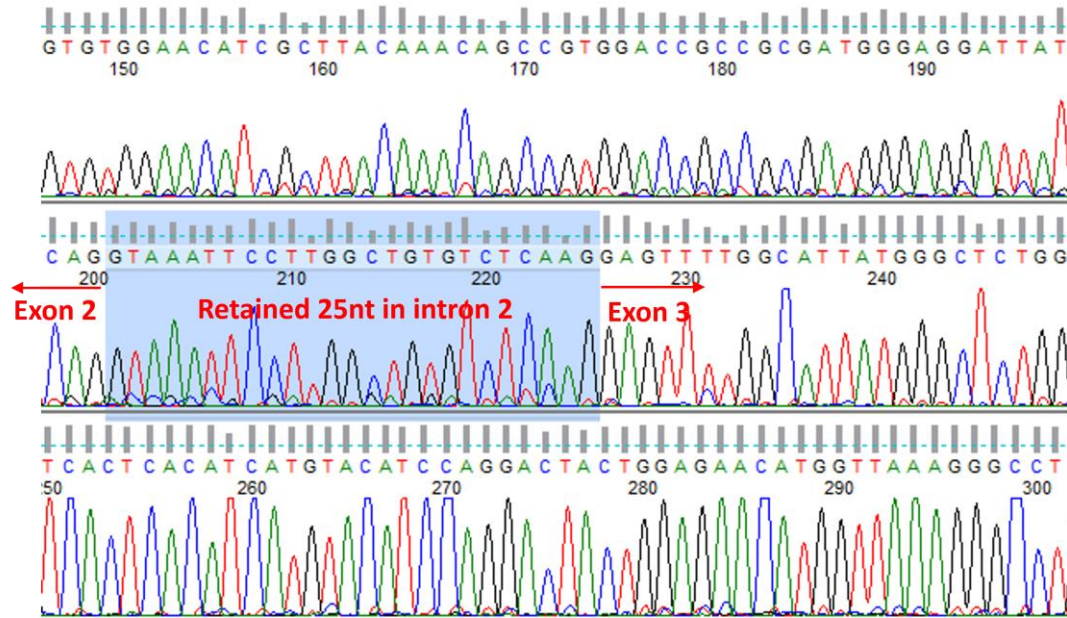 GTGTGGAACATCGCTTACAAACAGCCGTGGACCGCCGCGATGGGAGGATTAT
150 160 170 180 190
CAGGTAAATTCCTTGGCTGTGTCTCAAGGAGTTTTGGCATTATGGGCTCTGG
200 210 220 230 240
Exon 2 Retained 25nt in intron 2 Exon 3
TCACTCACATCATGTACATCCAGGACTACTGGAGAACATGGTTAAAGGGCCT
:50 260 270 280 290 300